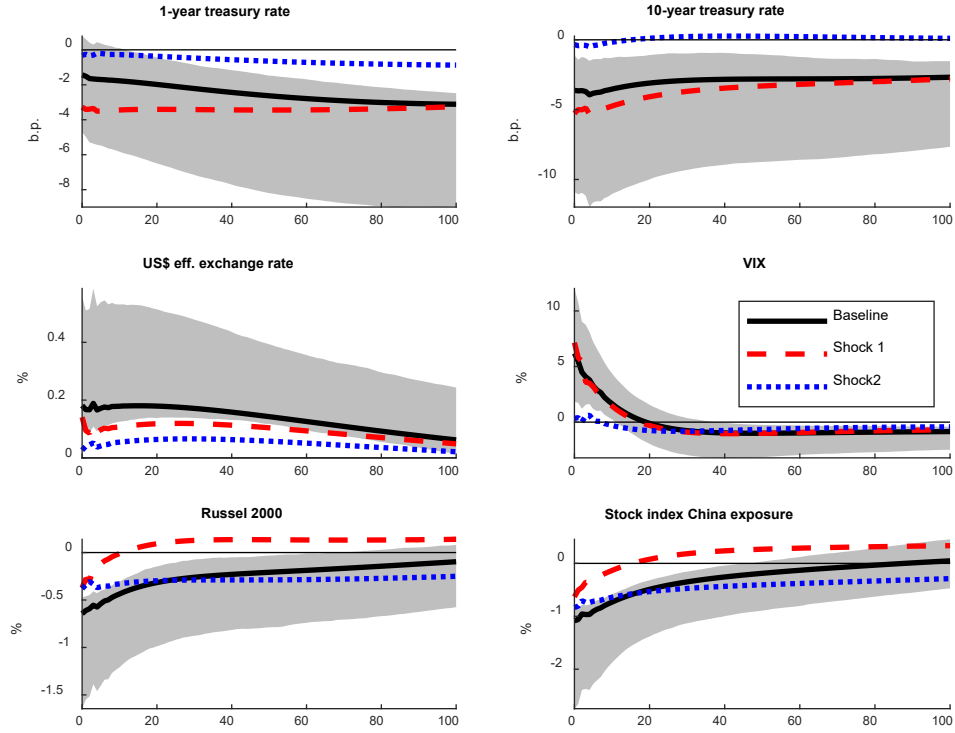 1-year treasury rate
0
-2
-4
-6
-8
b.p.
0 20 40 60 80 100
10-year treasury rate
0
-5
-10
b.p.
0 20 40 60 80 100
US$ eff. exchange rate
0.4
0.2
0
%
0 20 40 60 80 100
VIX
10
5
0
%
Baseline
Shock 1
Shock2
0 20 40 60 80 100
Russel 2000
0
-0.5
-1
-1.5
%
0 20 40 60 80 100
Stock index China exposure
0
-1
-2
%
0 20 40 60 80 100